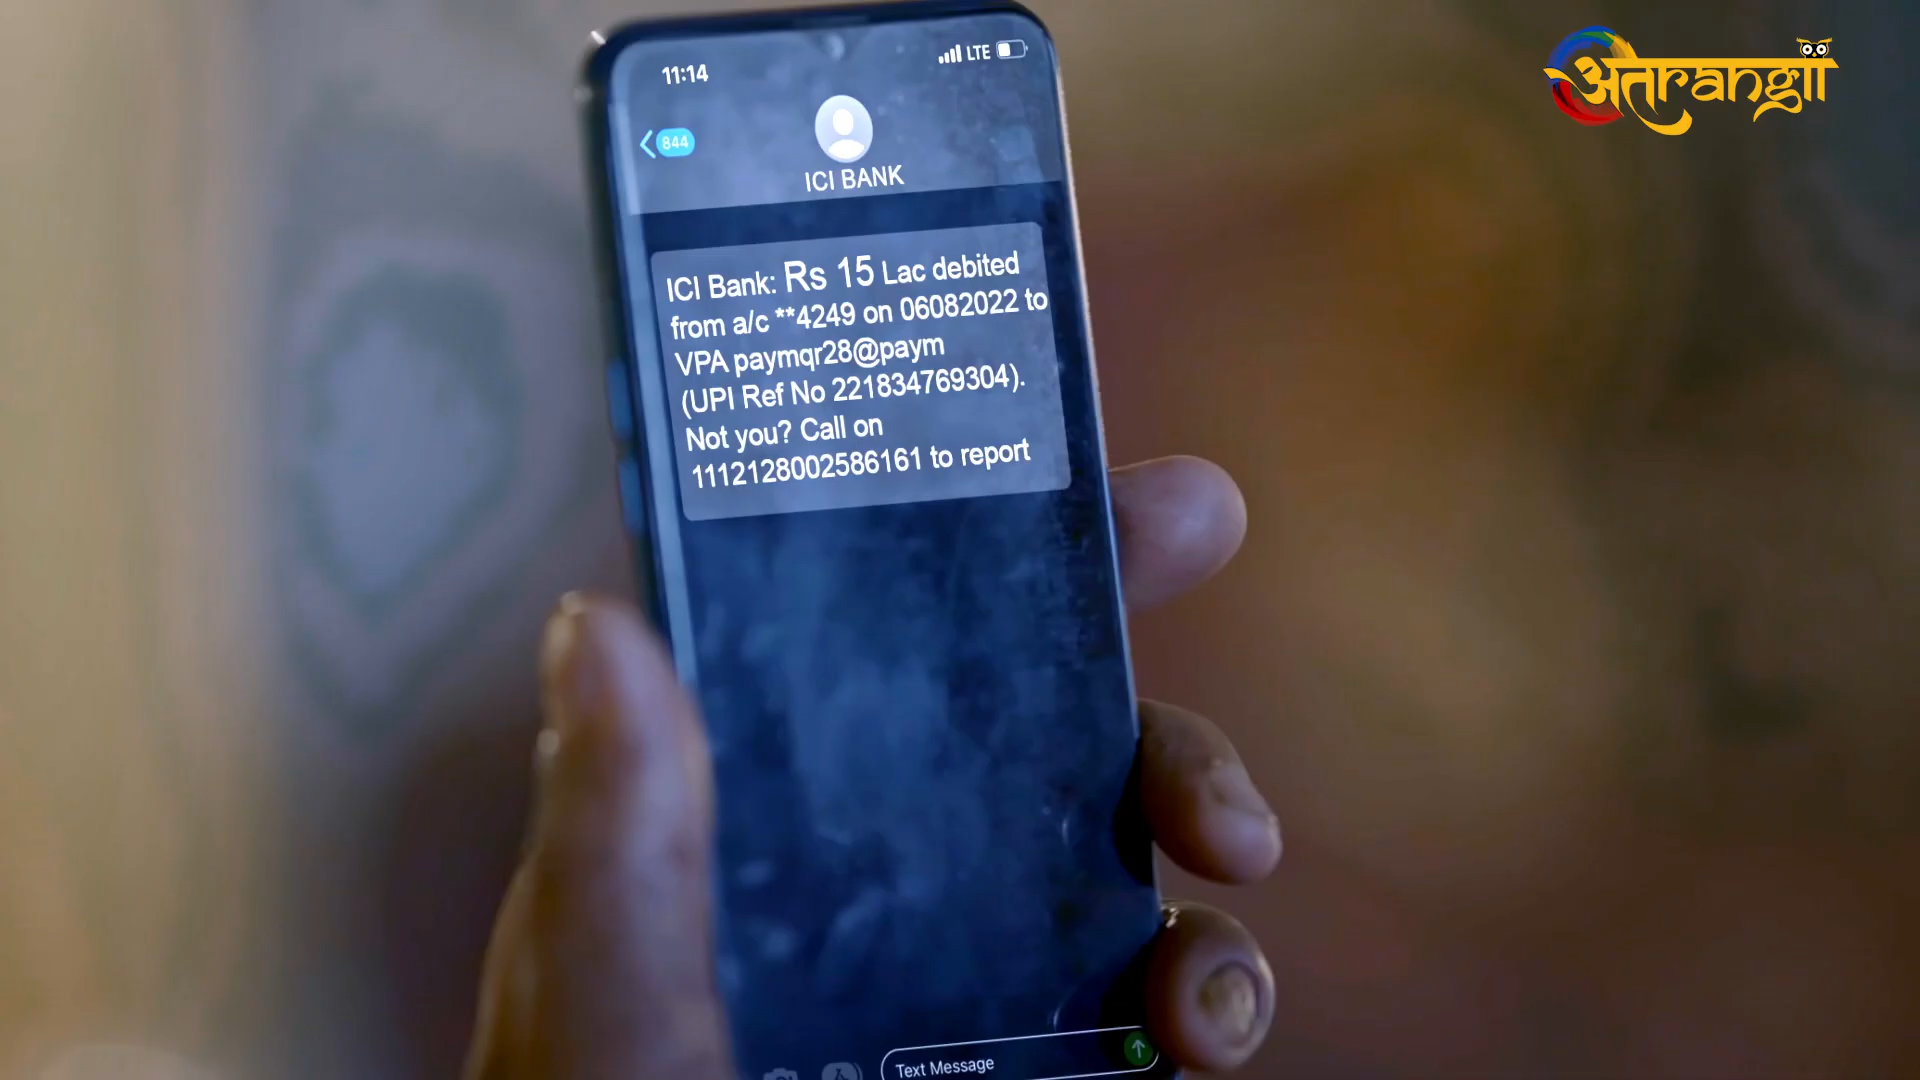 11:14
LTE
844
ICI BANK
ICI Bank: Rs 15 Lac debited
from a/c **4249 on 06082022 to
VPA paymqr28@paym
(UPI Ref No 221834769304).
Not you? Call on
1112128002586161 to report
Text Message
अतrangii